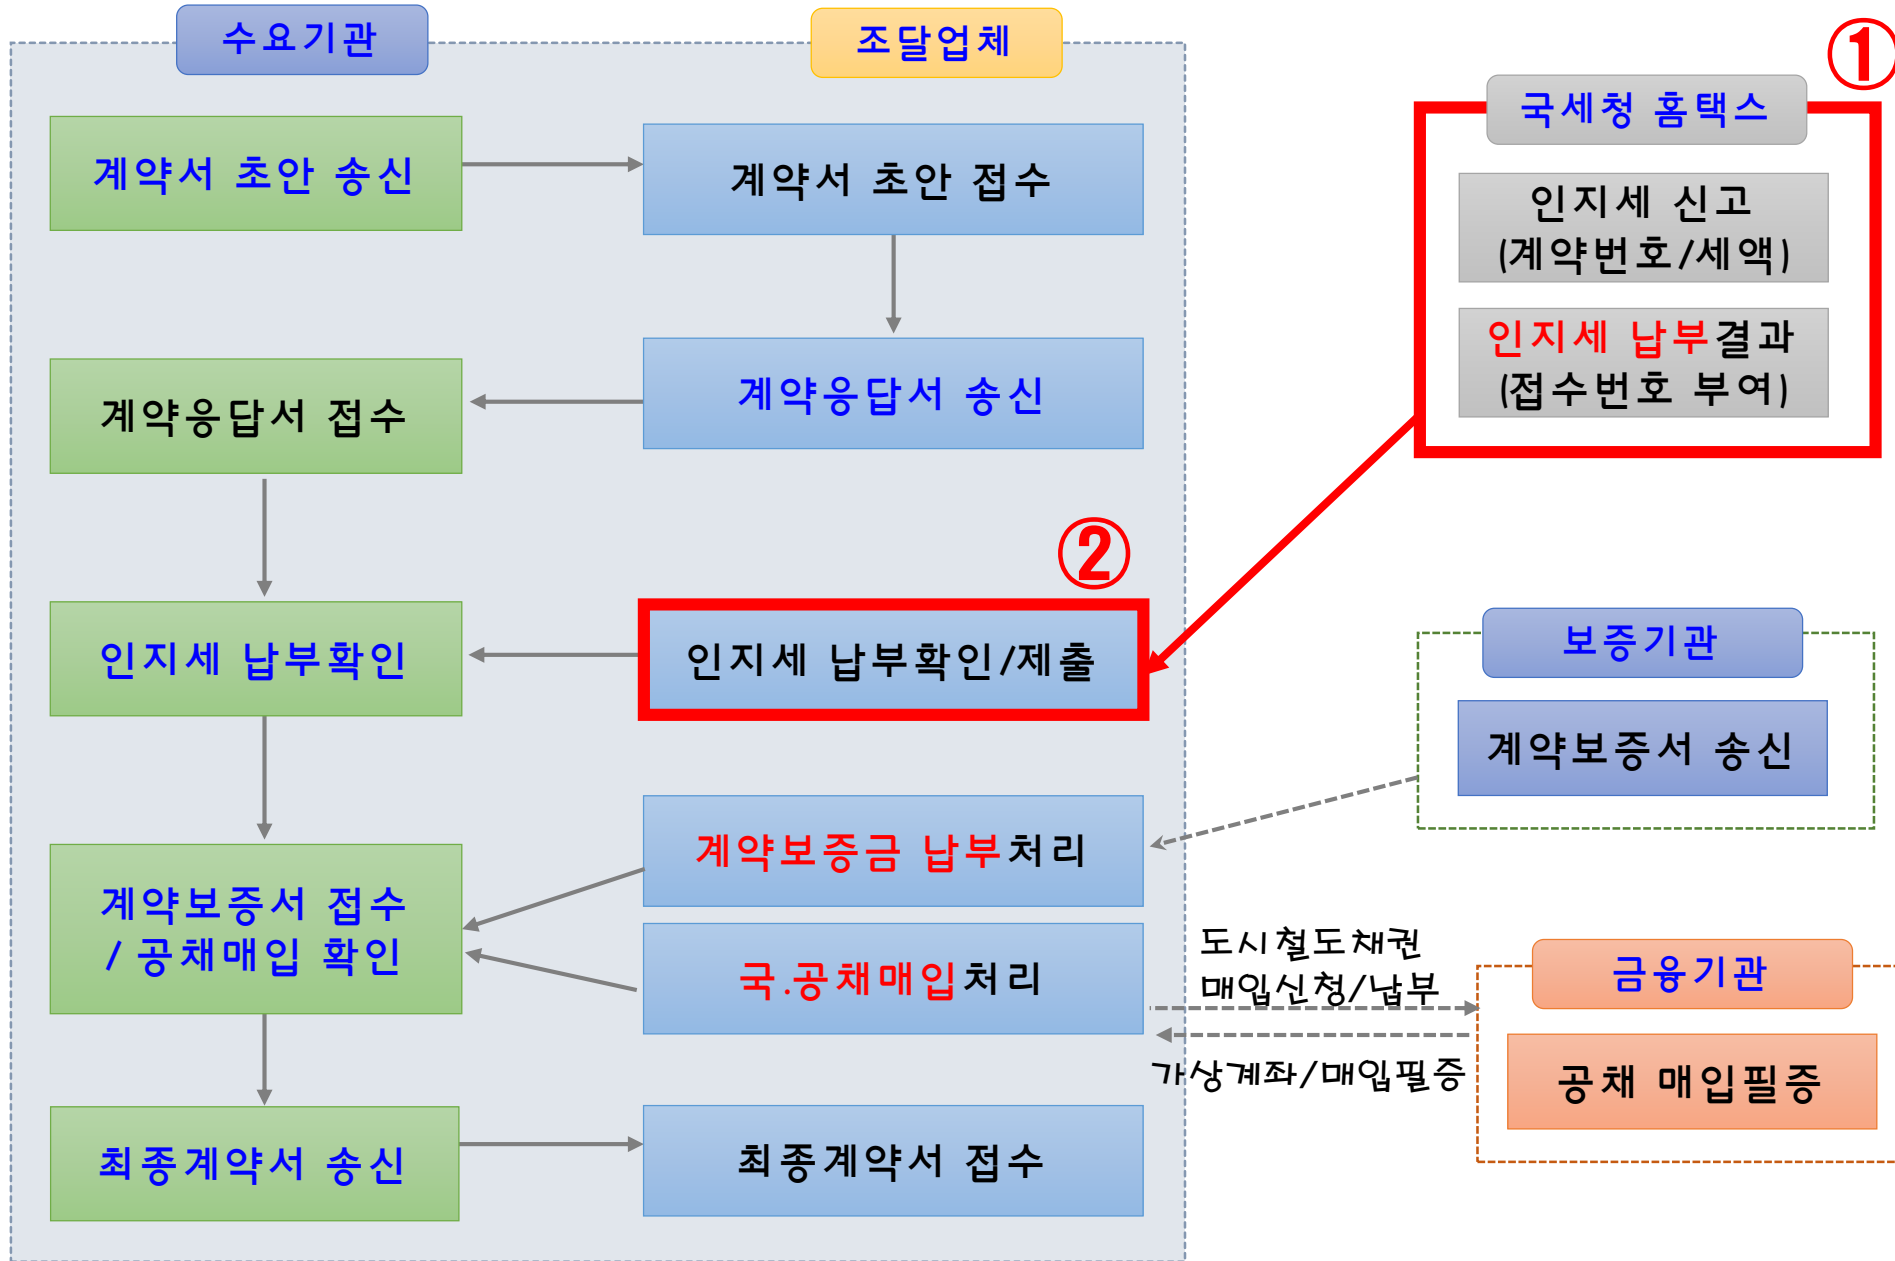 수요기관
조달업체
①
국세청 홈택스
계약서 초안 송신
계약서 초안 접수
인지세 신고
(계약번호/세액)
인지세 납부결과
(접수번호 부여)
계약응답서 접수
계약응답서 송신
②
인지세 납부확인
인지세 납부확인/제출
보증기관
계약보증서 송신
계약보증금 납부처리
계약보증서 접수
/ 공채매입 확인
국.공채매입처리
도시철도채권
매입신청/납부
가상계좌/매입필증
금융기관
공채 매입필증
최종계약서 송신
최종계약서 접수